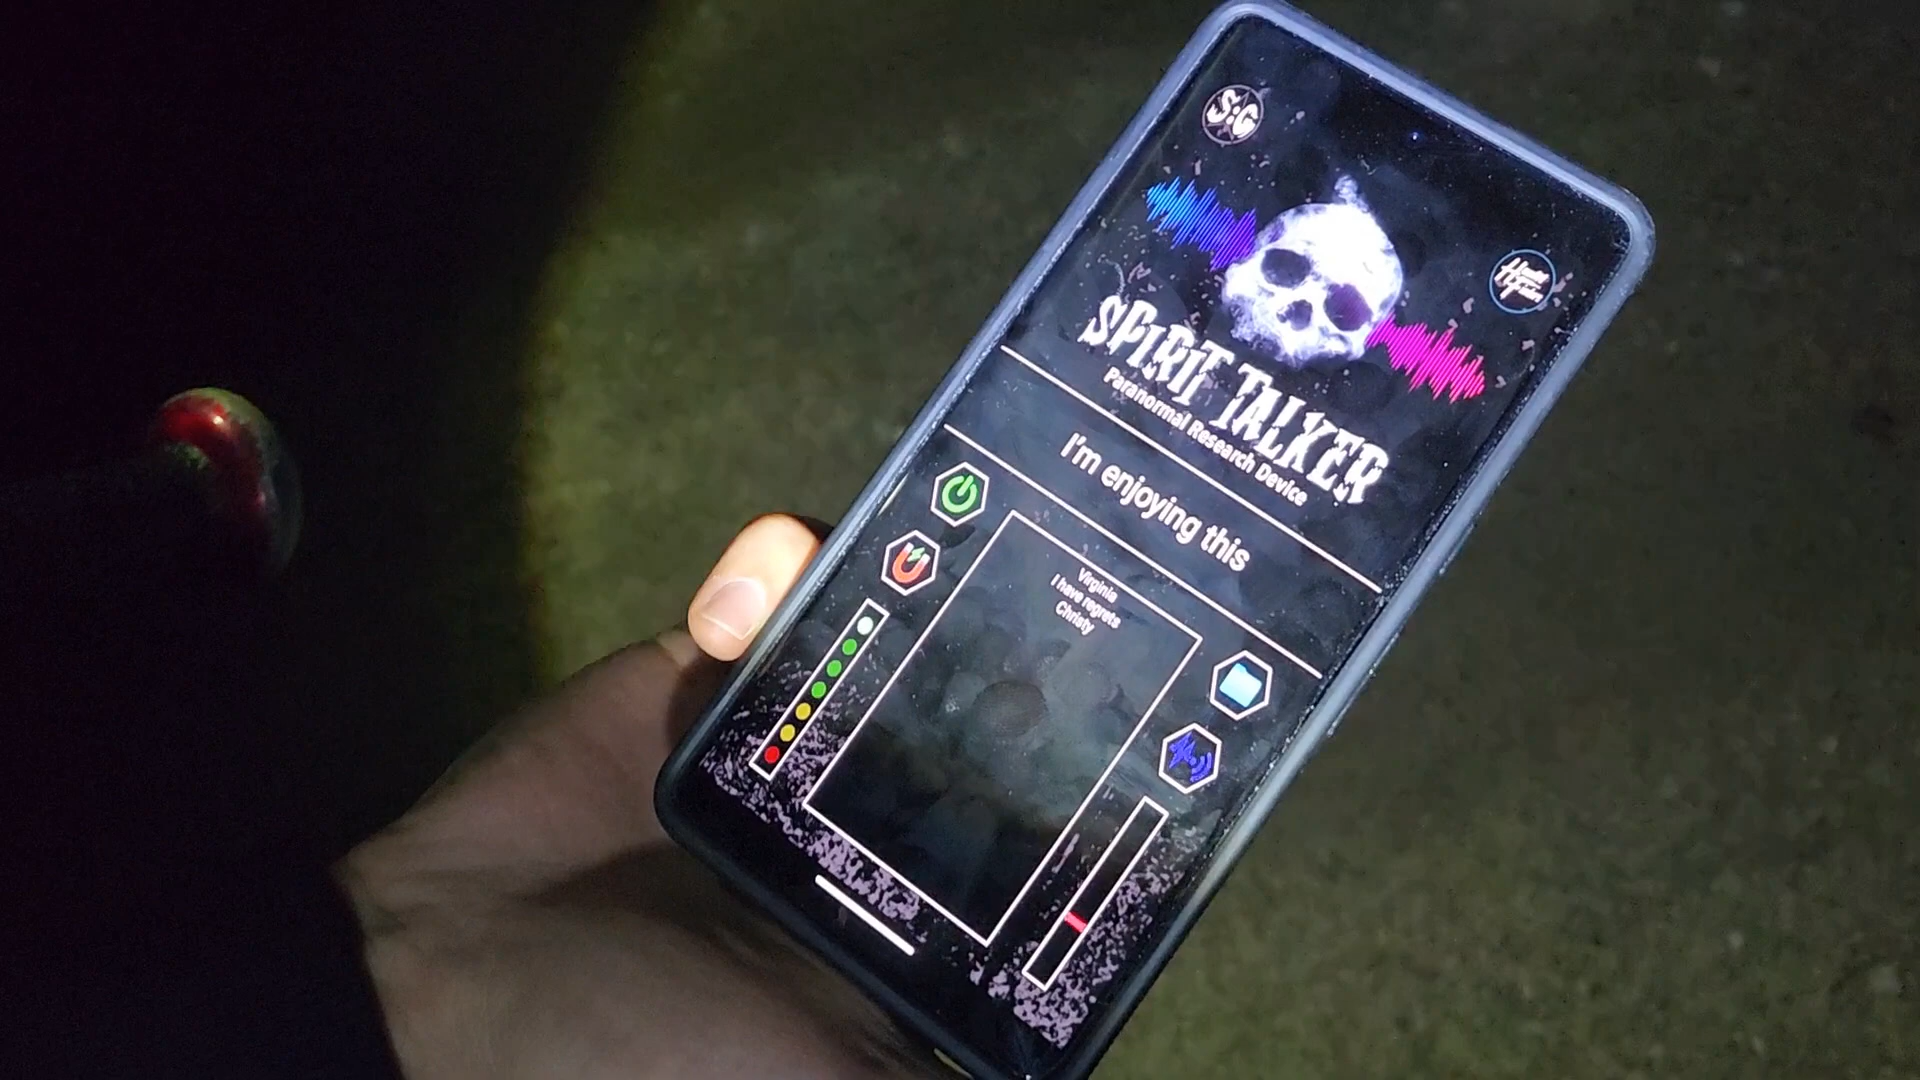 S:G
SPIRIT TALKER
Paranormal Research Device
I'm enjoying this
Virginia
I have regrets
Christy